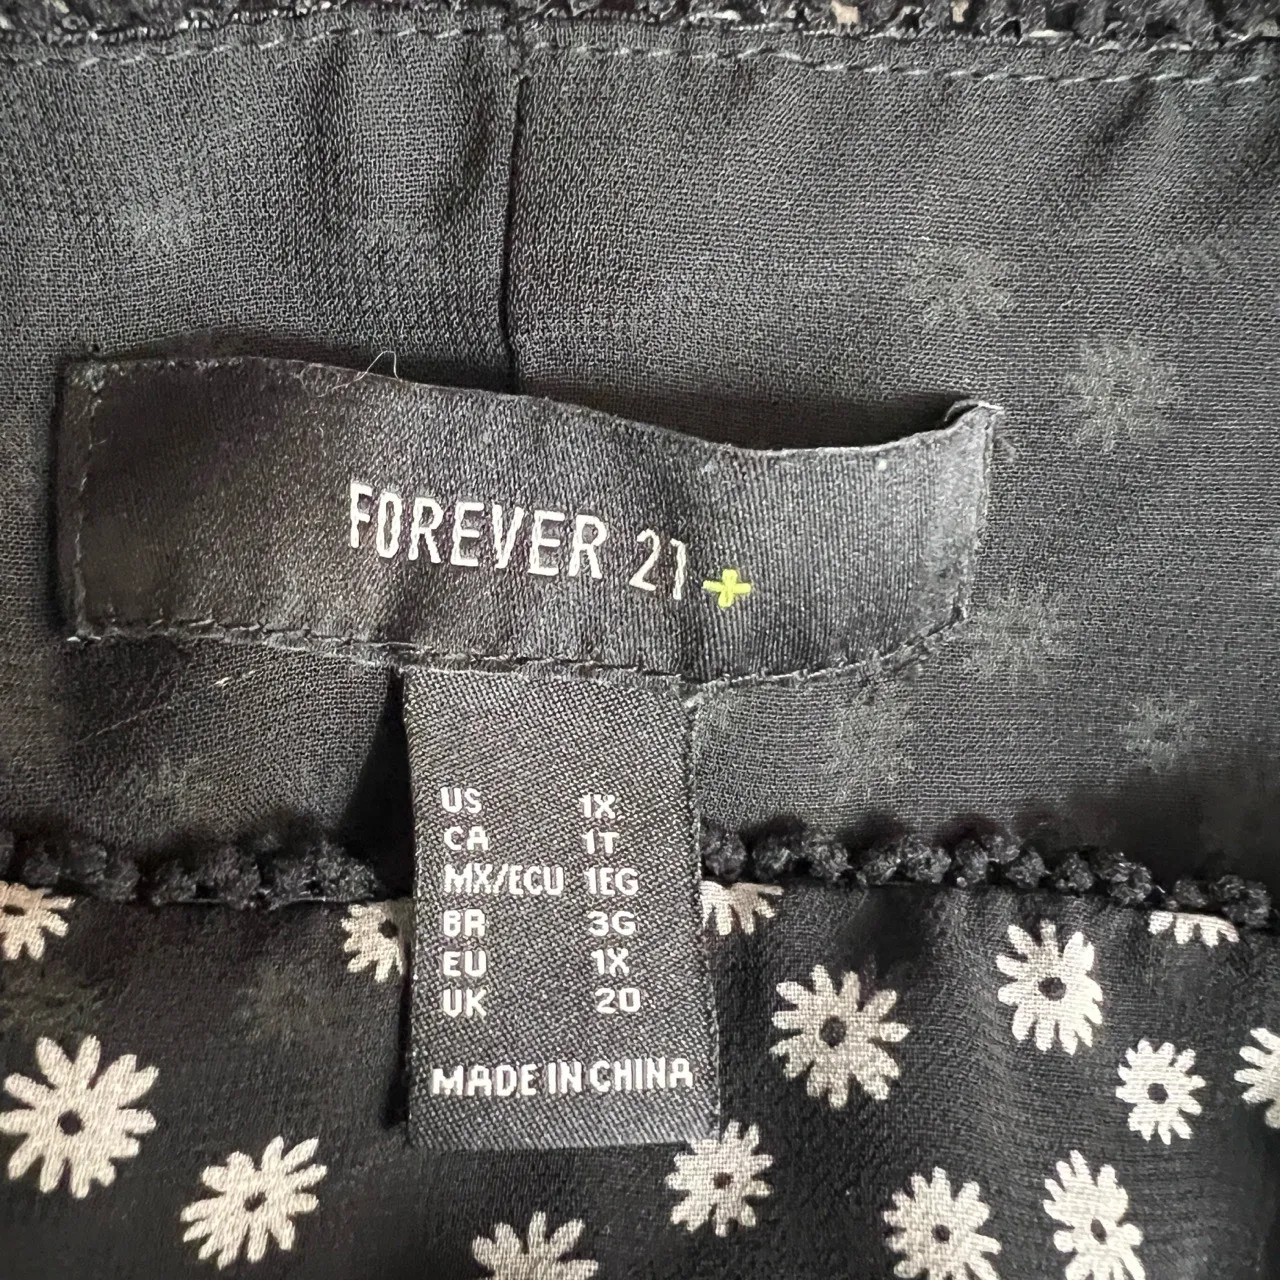 FOREVER 21+
US 1X
CA 1T
MX/ECU 1EG
BR 3G
EU 1X
UK 20
MADE IN CHINA